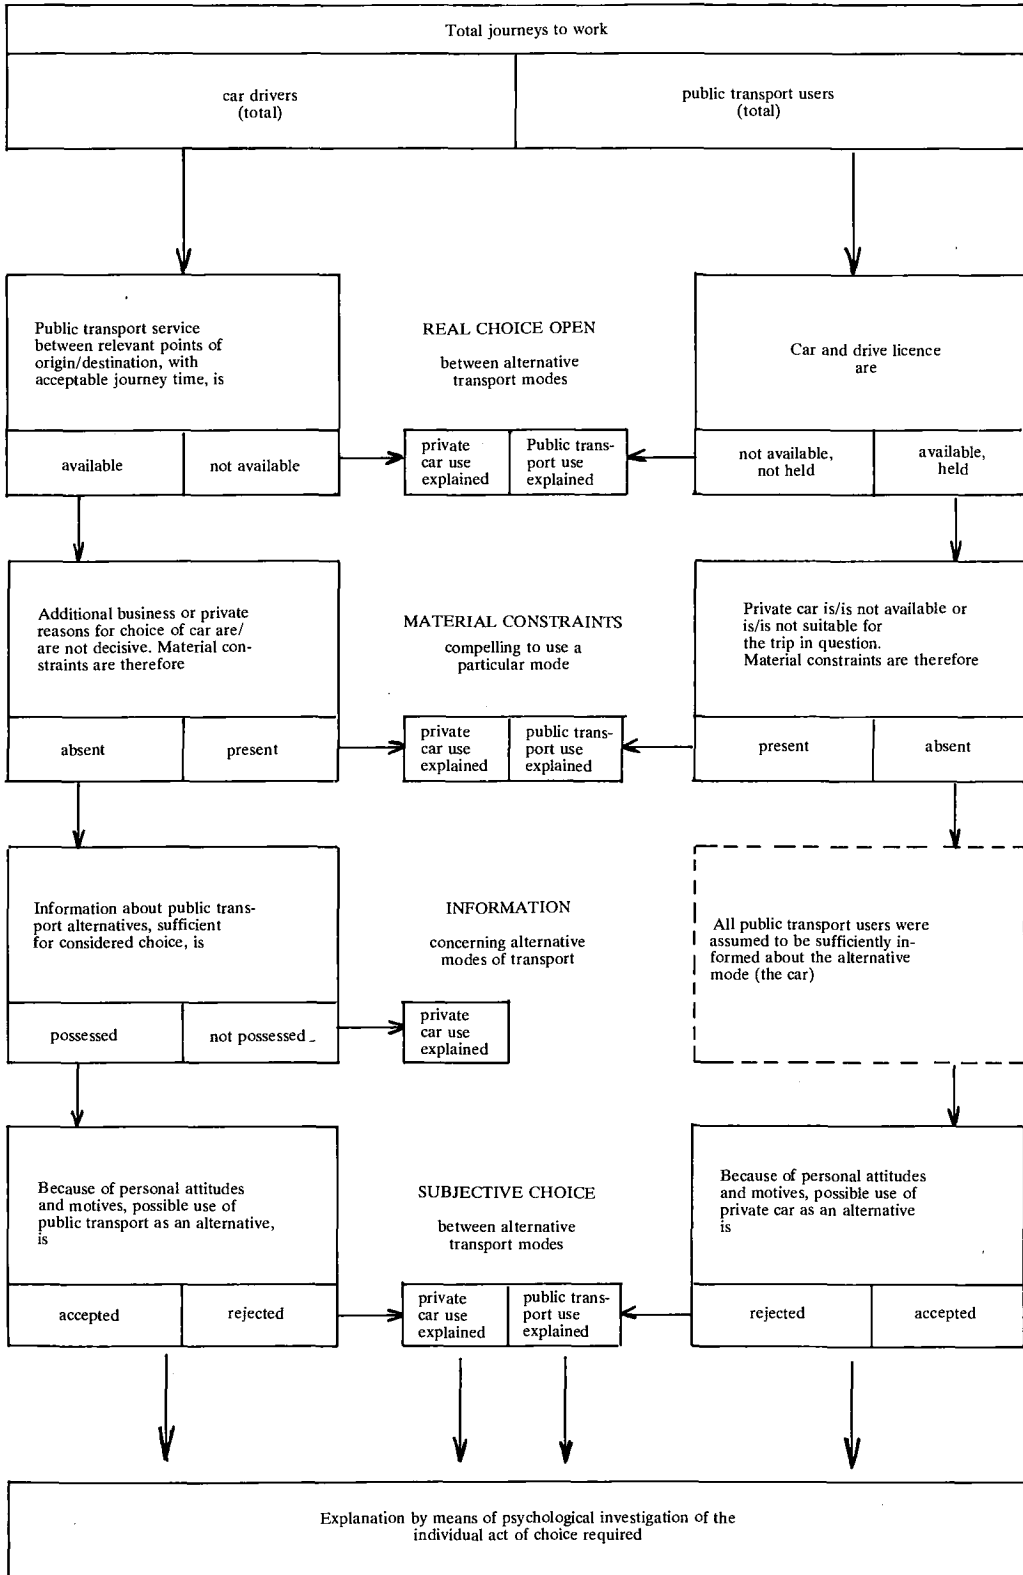 Total journeys to work
car drivers
(total)
public transport users
(total)
Public transport service
between relevant points of
origin/destination, with
acceptable journey time, is
available
not available
REAL CHOICE OPEN
between alternative
transport modes
private
car use
explained
Public trans-
port use
explained
Car and drive licence
are
not available,
not held
available,
held
Additional business or private
reasons for choice of car are/
are not decisive. Material con-
straints are therefore
absent
present
MATERIAL CONSTRAINTS
compelling to use a
particular mode
private
car use
explained
public trans-
port use
explained
Private car is/is not available or
is/is not suitable for
the trip in question.
Material constraints are therefore
present
absent
Information about public trans-
port alternatives, sufficient
for considered choice, is
possessed
not possessed
INFORMATION
concerning alternative
modes of transport
private
car use
explained
All public transport users were
assumed to be sufficiently in-
formed about the alternative
mode (the car)
Because of personal attitudes
and motives, possible use of
public transport as an alternative,
is
accepted
rejected
SUBJECTIVE CHOICE
between alternative
transport modes
private
car use
explained
public trans-
port use
explained
Because of personal attitudes
and motives, possible use of
private car as an alternative
is
rejected
accepted
Explanation by means of psychological investigation of the
individual act of choice required